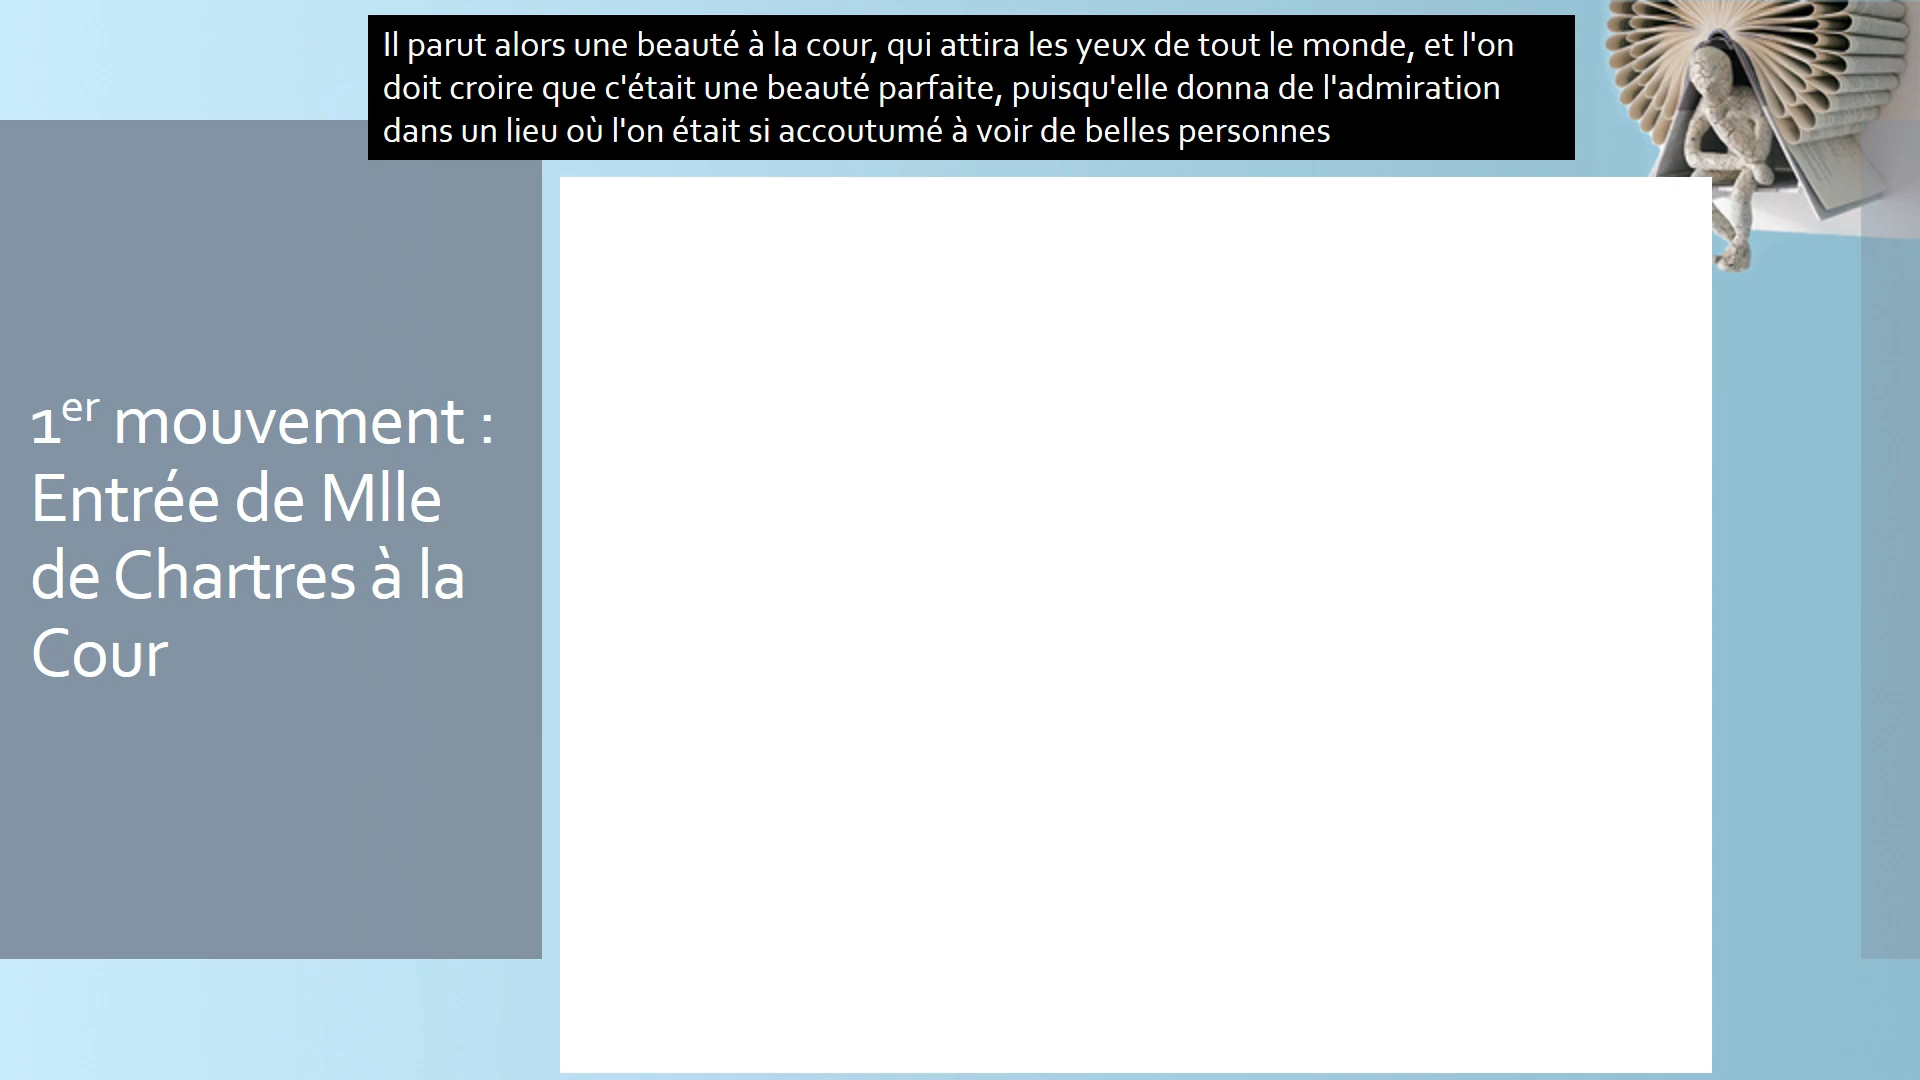 Il parut alors une beauté à la cour, qui attira les yeux de tout le monde, et l'on
doit croire que c'était une beauté parfaite, puisqu'elle donna de l'admiration
dans un lieu où l'on était si accoutumé à voir de belles personnes
1er mouvement :
Entrée de Mlle
de Chartres à la
Cour